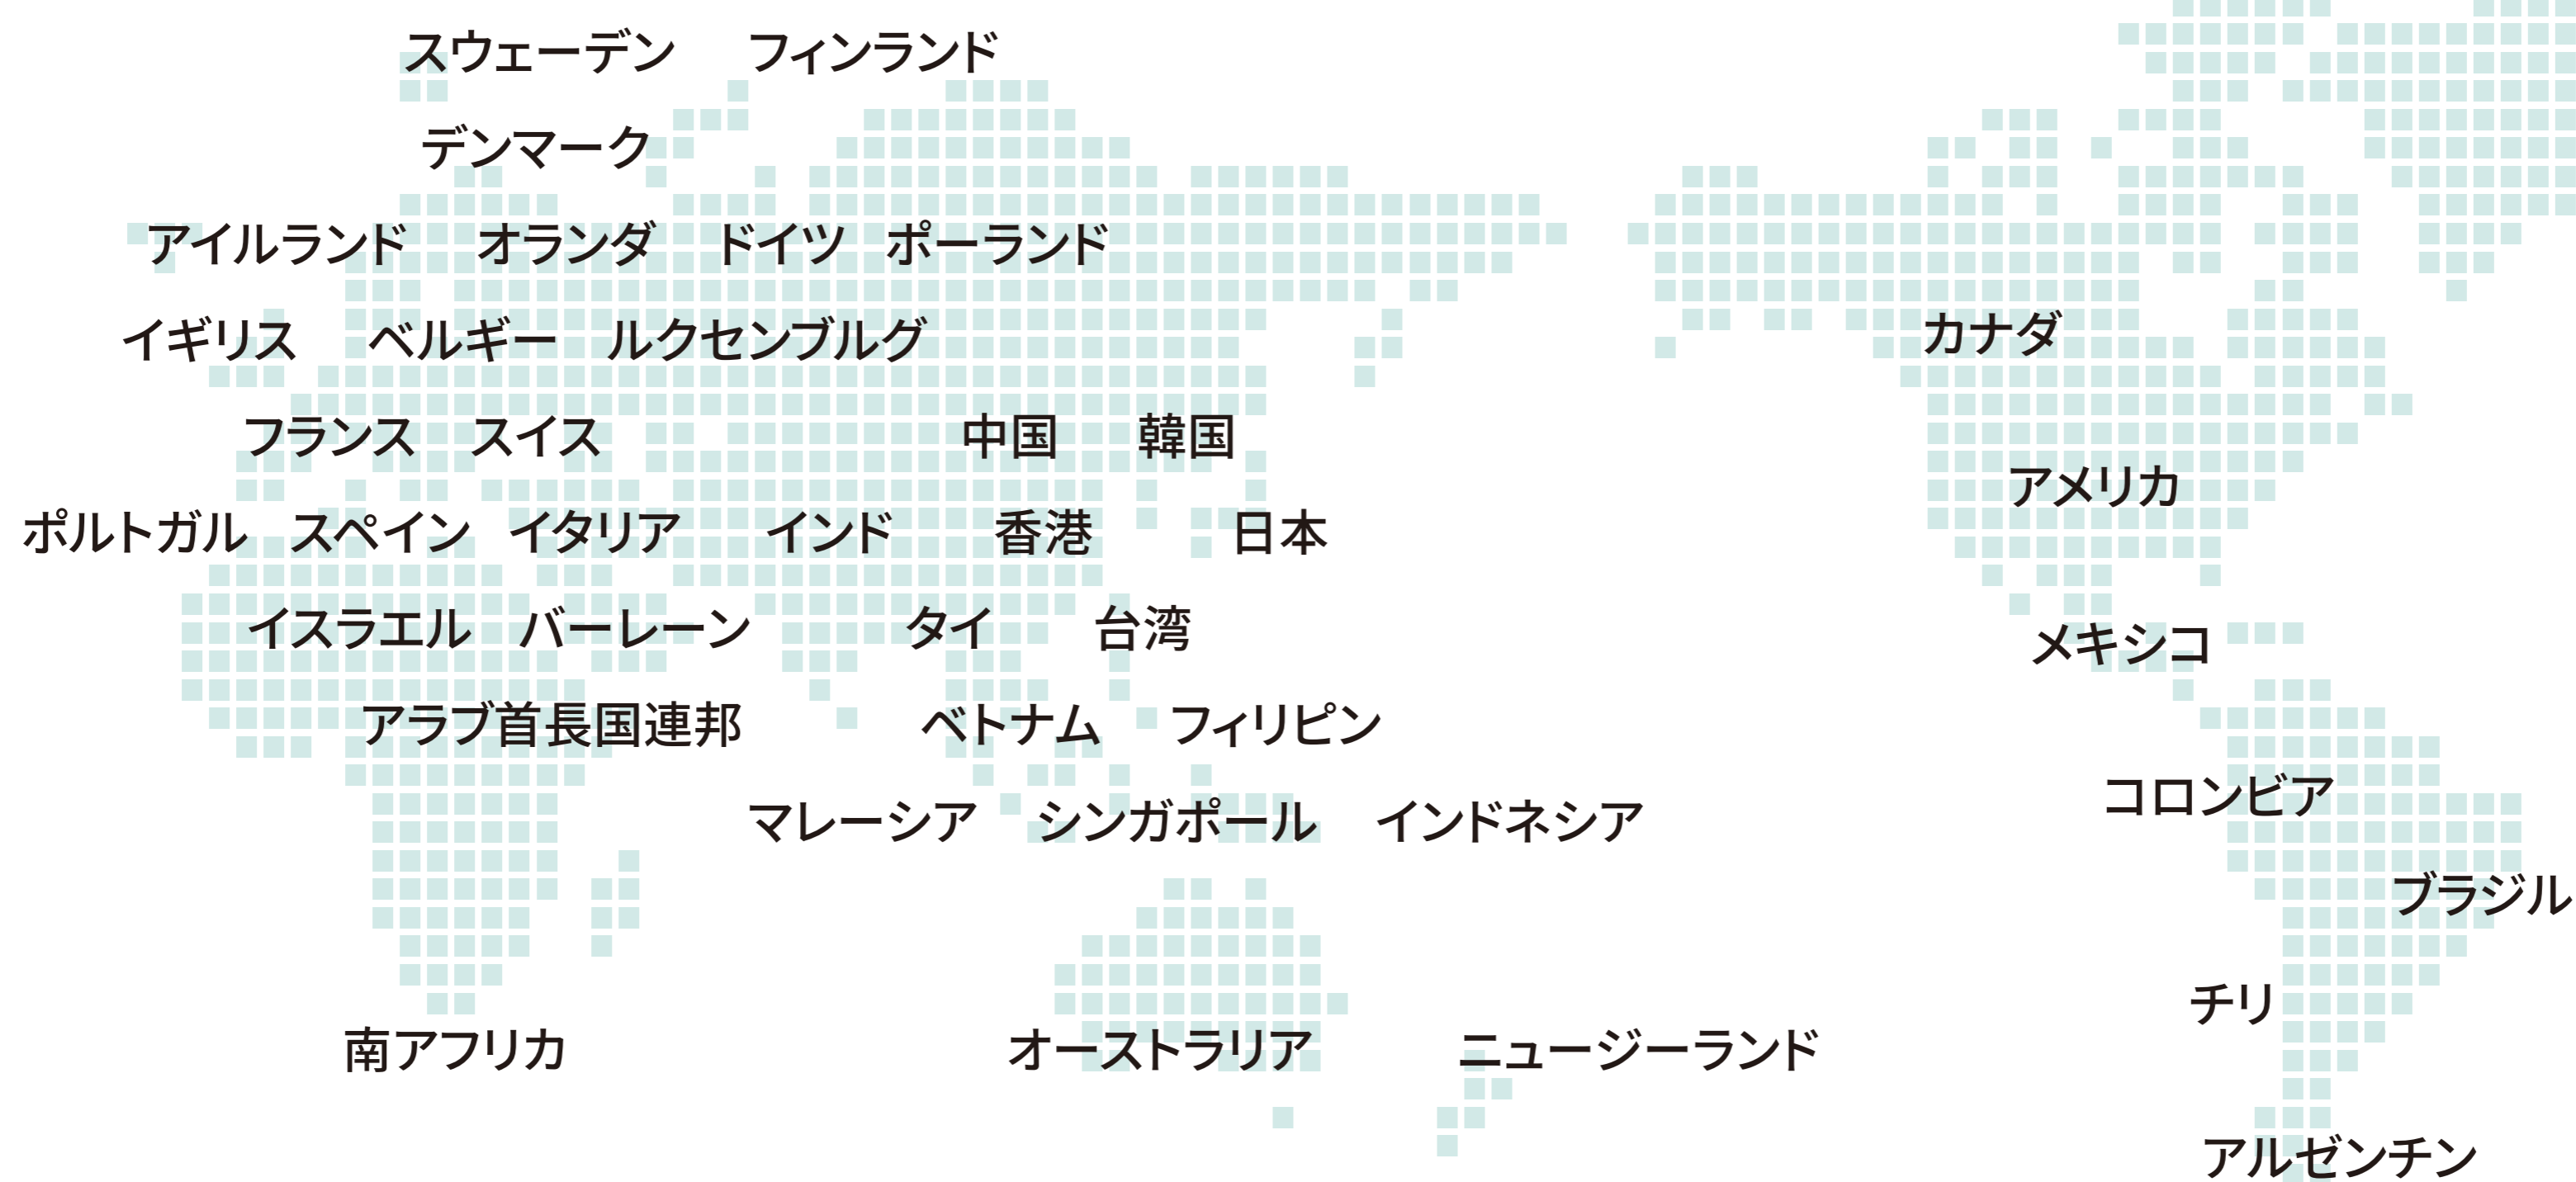 スウェーデン フィンランド
デンマーク
アイルランド オランダ ドイツ ポーランド
イギリス ベルギー ルクセンブルグ カナダ
フランス スイス 中国 韓国
アメリカ
ポルトガル スペイン イタリア インド 香港 日本
イスラエル バーレーン タイ 台湾
メキシコ
アラブ首長国連邦 ベトナム フィリピン
コロンビア
マレーシア シンガポール インドネシア
ブラジル
チリ
南アフリカ オーストラリア ニュージーランド
アルゼンチン